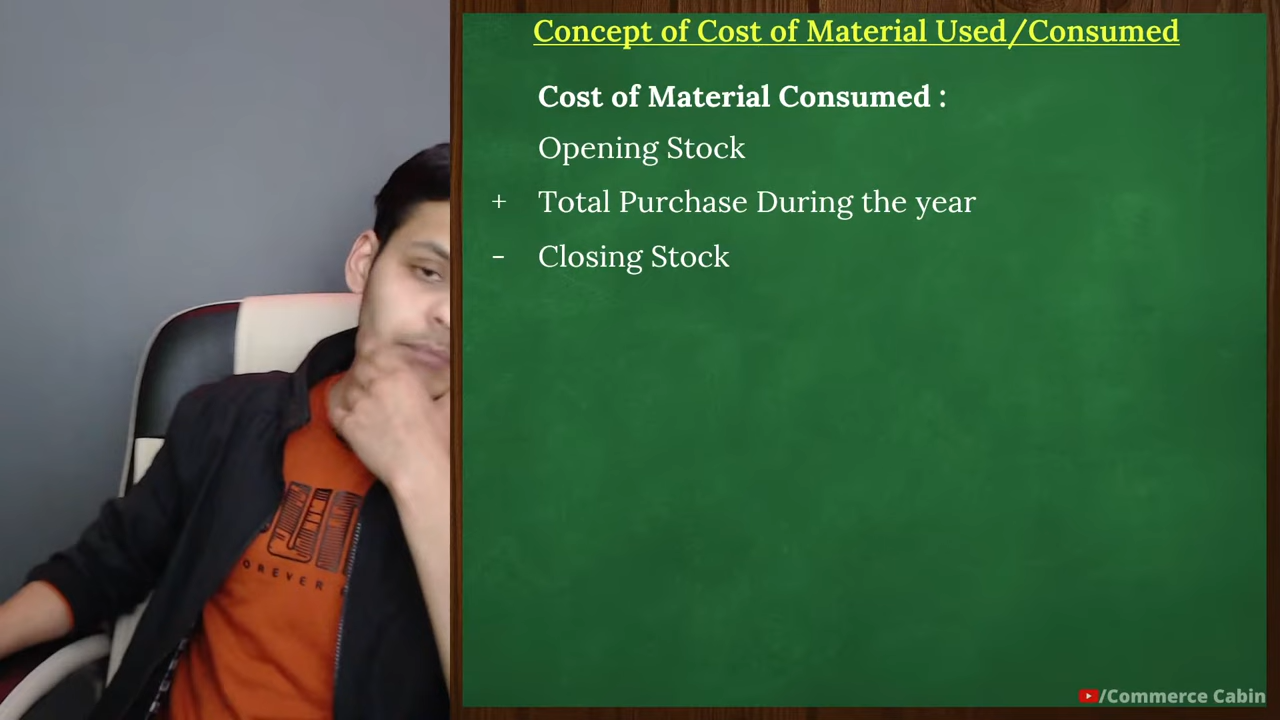 Concept of Cost of Material Used/Consumed
Cost of Material Consumed :
Opening Stock
+ Total Purchase During the year
- Closing Stock
OREVER
/Commerce Cabin